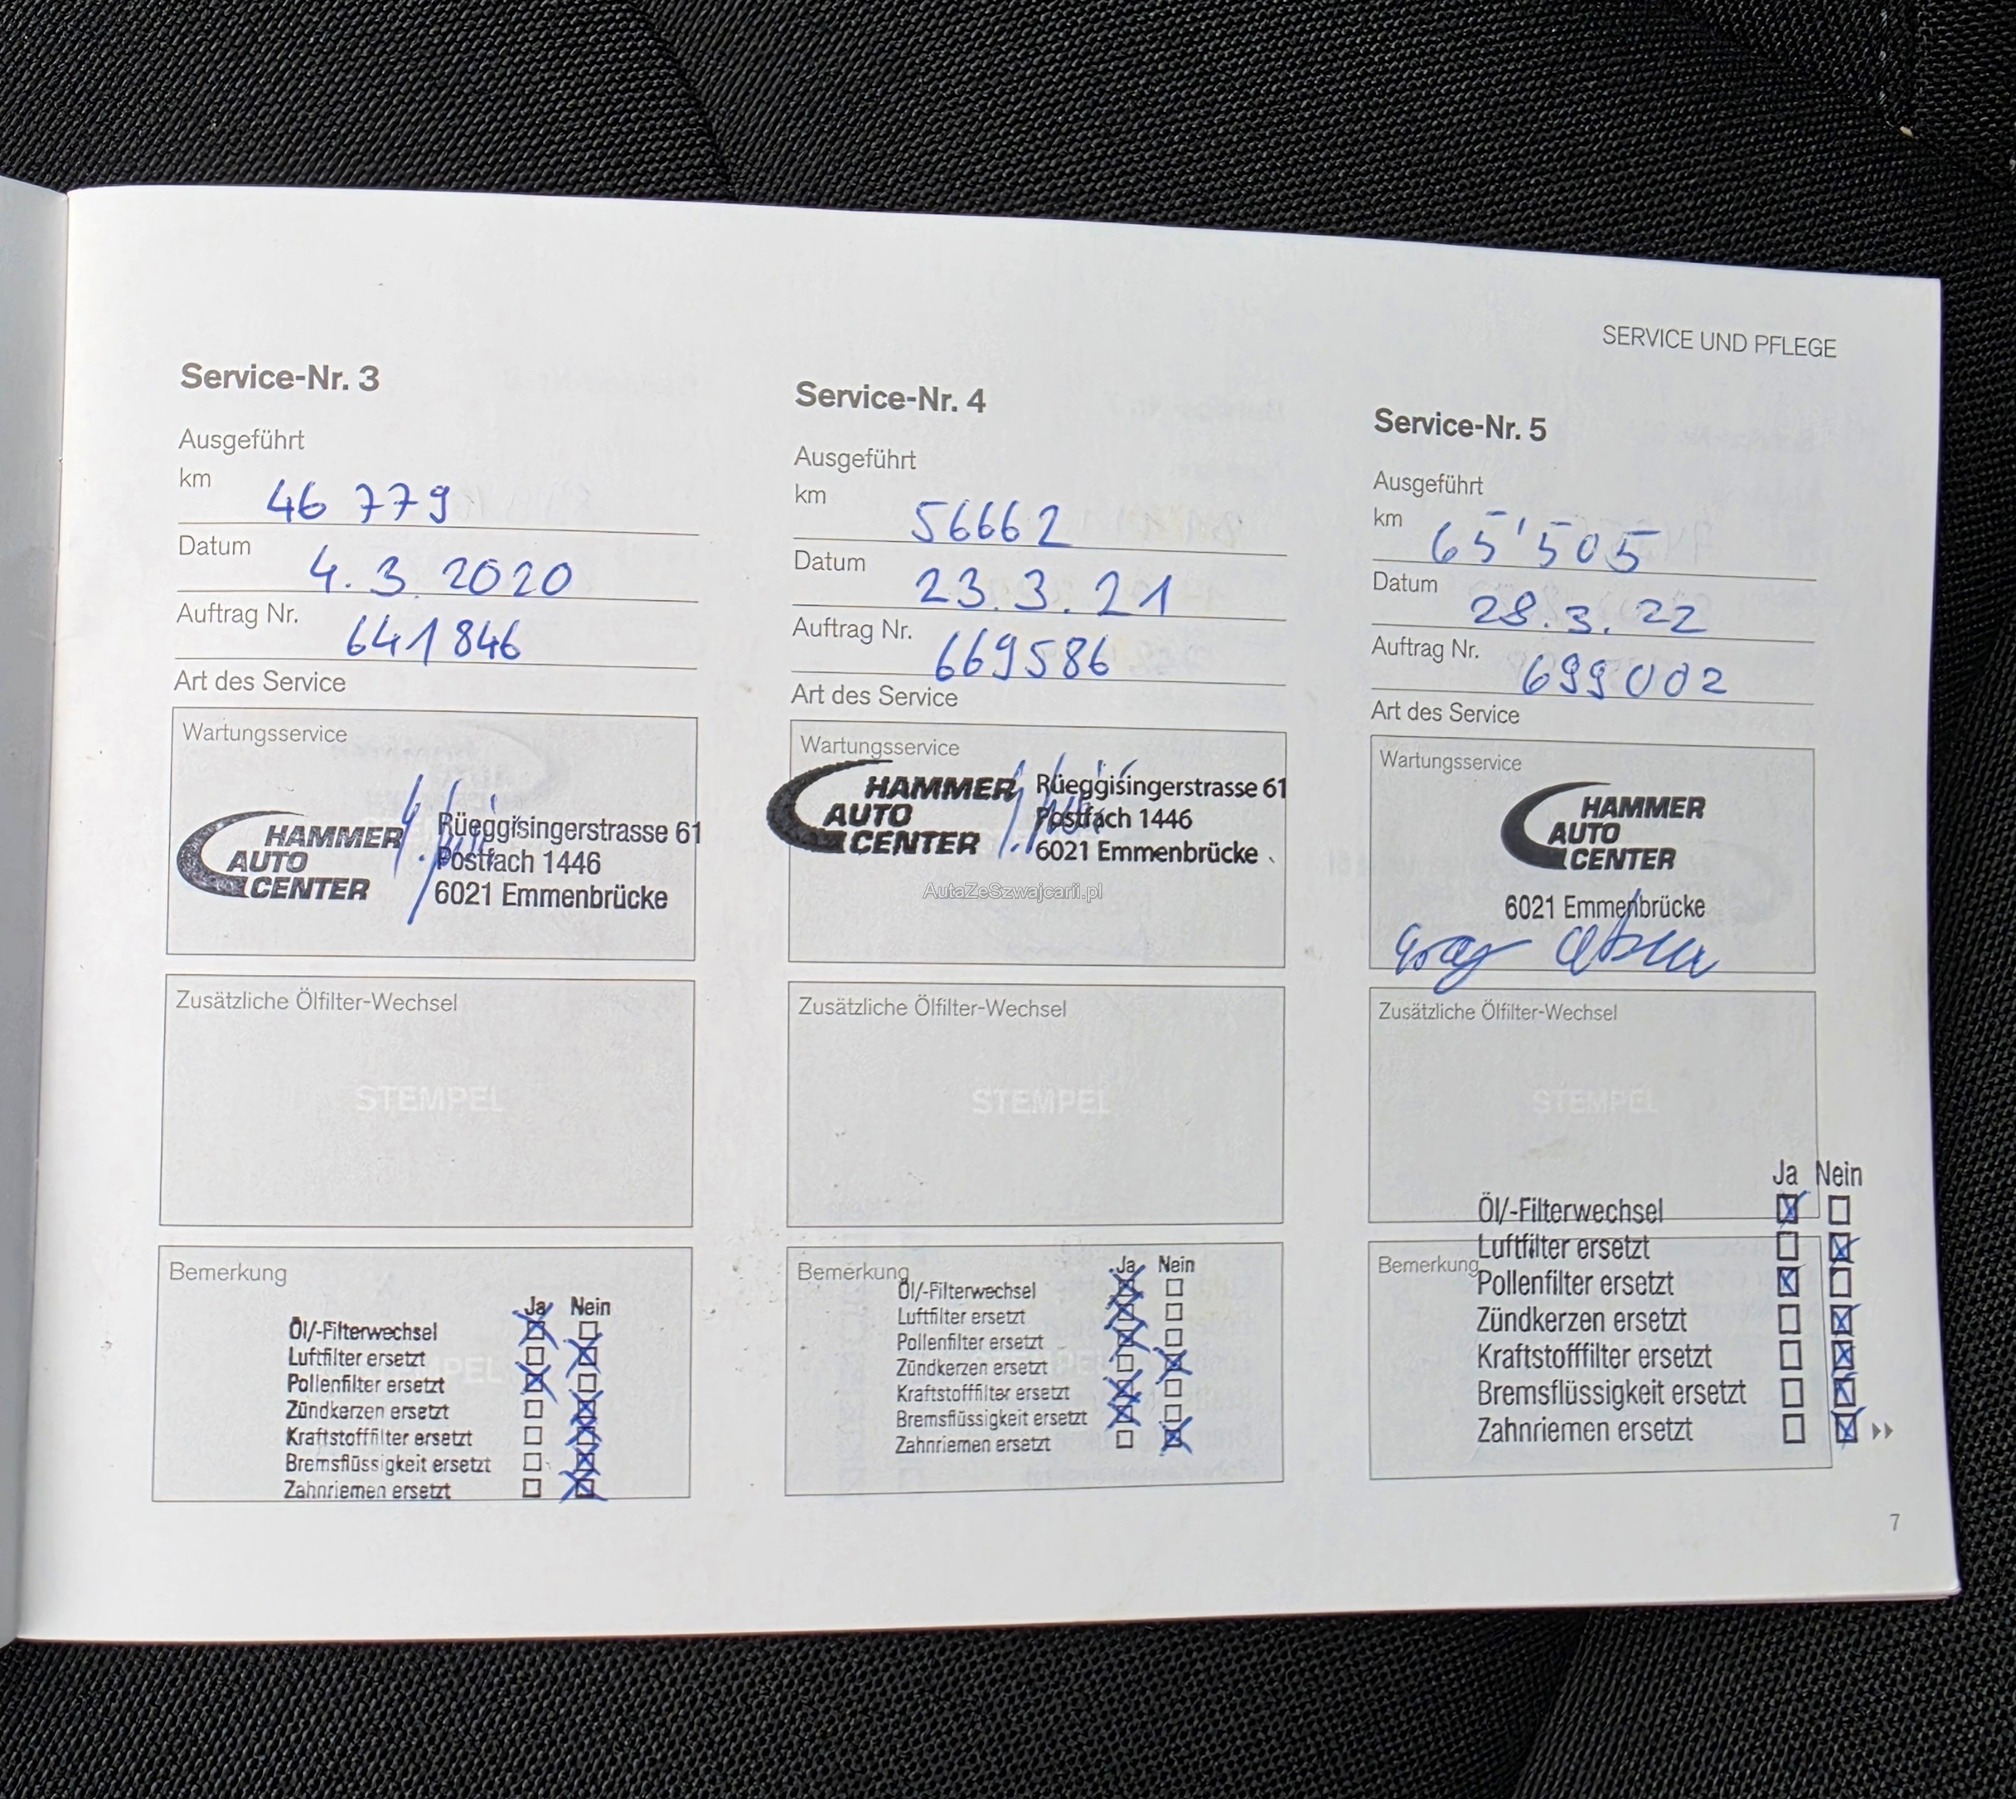 SERVICE UND PFLEGE
Service-Nr. 3
Ausgeführt
km 46 779
Datum 4.3.2020
Auftrag Nr. 641846
Art des Service
Wartungsservice
HAMMER
AUTO
CENTER
Rüeggisingerstrasse 61
Postfach 1446
6021 Emmenbrücke
Zusätzliche Ölfilter-Wechsel
STEMPEL
Bemerkung
Ja Nein
Öl/-Filterwechsel
Luftfilter ersetzt
Pollenfilter ersetzt
Zündkerzen ersetzt
Kraftstofffilter ersetzt
Bremsflüssigkeit ersetzt
Zahnriemen ersetzt
Service-Nr. 4
Ausgeführt
km 56662
Datum 23.3.21
Auftrag Nr. 669586
Art des Service
Wartungsservice
HAMMER
AUTO
CENTER
Rüeggisingerstrasse 61
Postfach 1446
6021 Emmenbrücke
AutaZeSzwajcarii.pl
Zusätzliche Ölfilter-Wechsel
STEMPEL
Bemerkung
Ja Nein
Öl/-Filterwechsel
Luftfilter ersetzt
Pollenfilter ersetzt
Zündkerzen ersetzt
Kraftstofffilter ersetzt
Bremsflüssigkeit ersetzt
Zahnriemen ersetzt
Service-Nr. 5
Ausgeführt
km 65'505
Datum 28.3.22
Auftrag Nr. 699002
Art des Service
Wartungsservice
HAMMER
AUTO
CENTER
6021 Emmenbrücke
Zusätzliche Ölfilter-Wechsel
STEMPEL
Ja Nein
Öl/-Filterwechsel
Luftfilter ersetzt
Bemerkung
Pollenfilter ersetzt
Zündkerzen ersetzt
Kraftstofffilter ersetzt
Bremsflüssigkeit ersetzt
Zahnriemen ersetzt
7